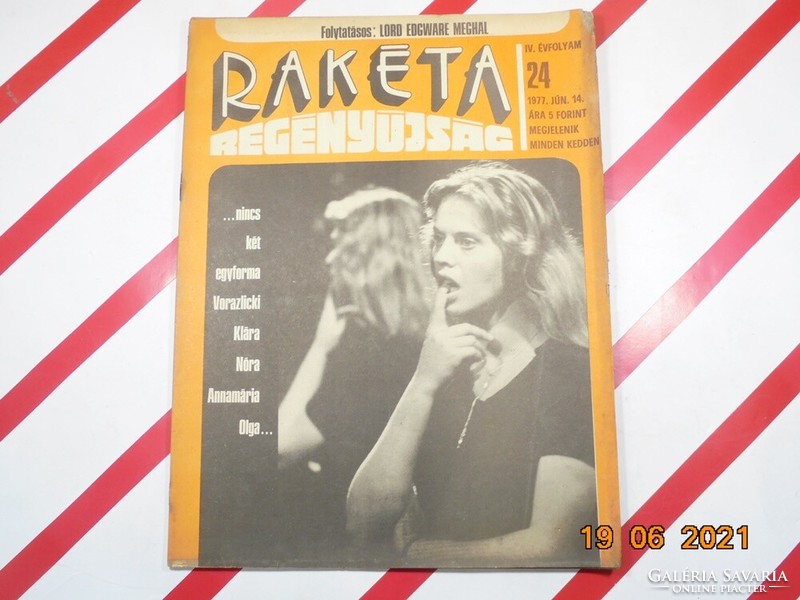 Folytatásos: LORD EDGWARE MEGHAL
RAKÉTA
REGÉNYÚJSÁG
IV. ÉVFOLYAM
24
1977. JÚN. 14.
ÁRA 5 FORINT
MEGJELENIK
MINDEN KEDDEN
...nincs
két
egyforma
Vorazlicki
Klára
Nóra
Annamária
Olga...
19 06 2021
GALÉRIA SAVARIA
ONLINE PIACTÉR